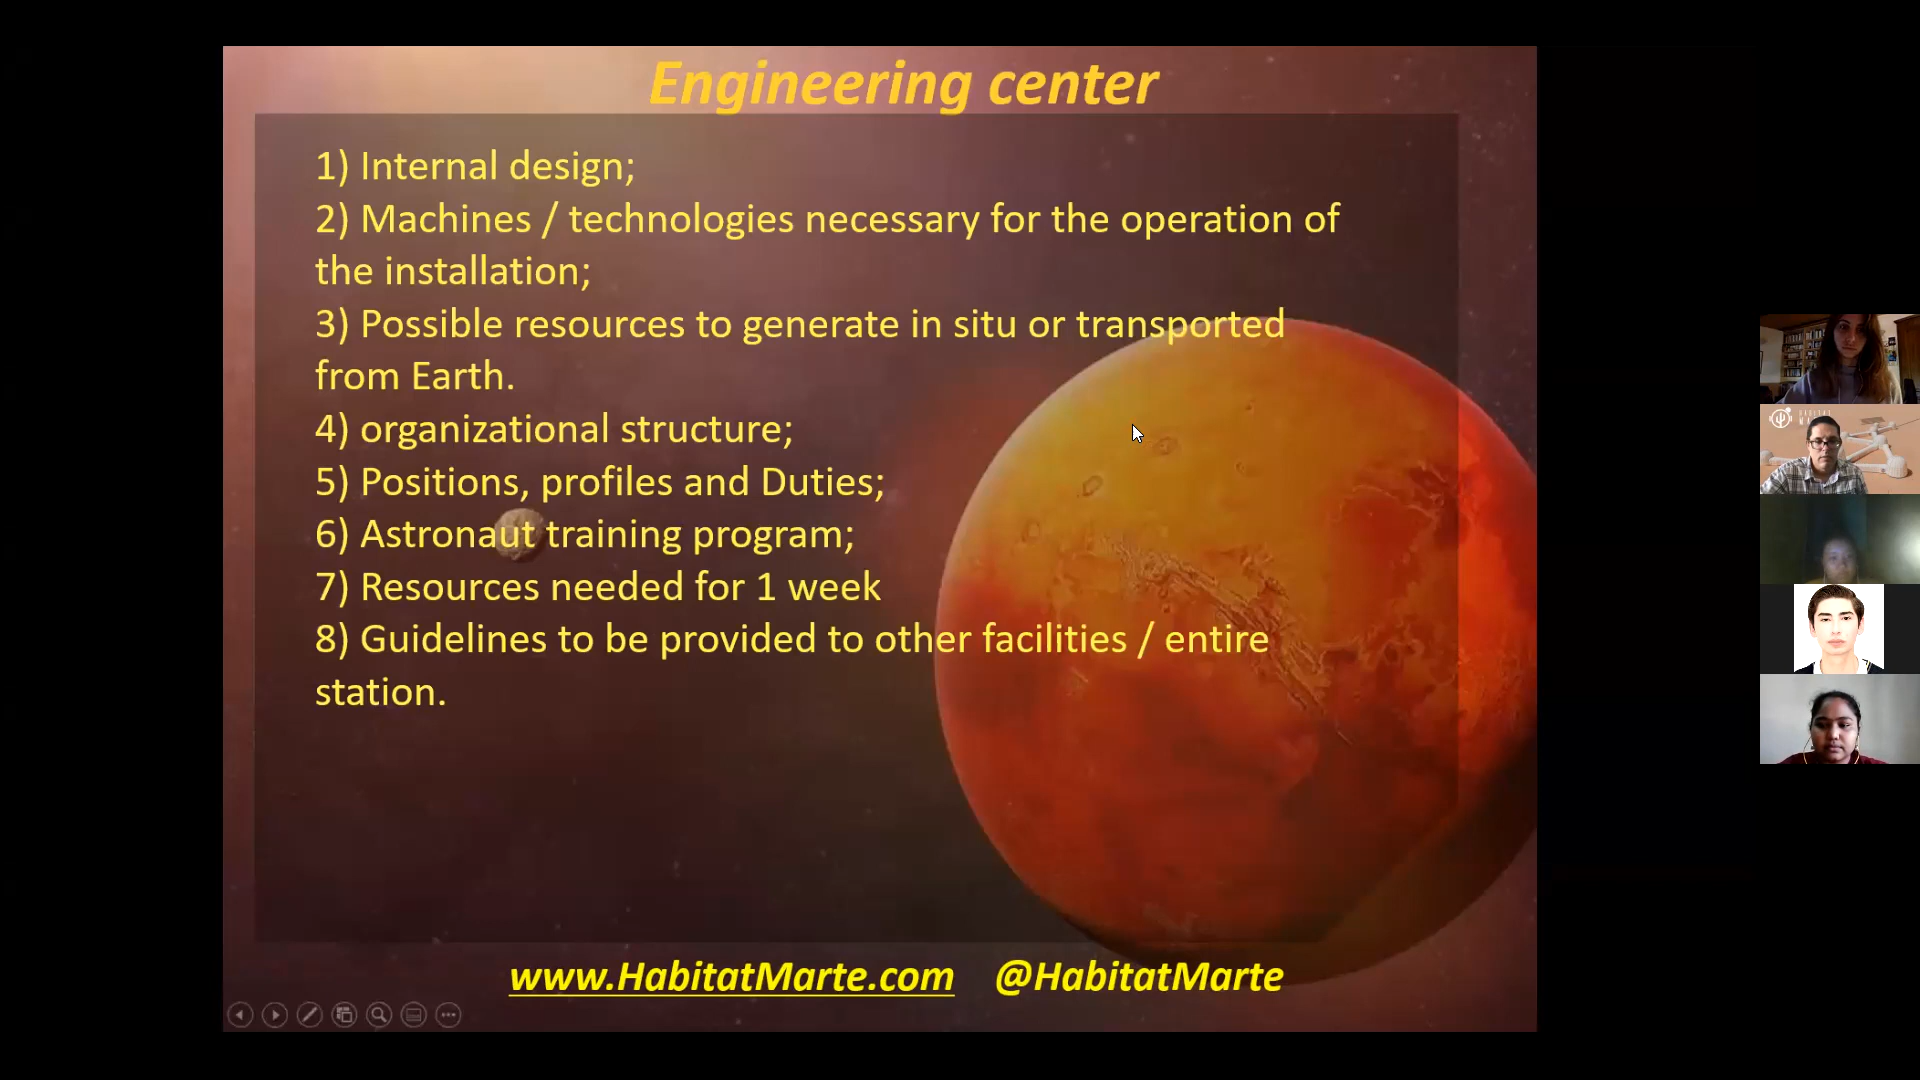 Engineering center
1) Internal design;
2) Machines / technologies necessary for the operation of
the installation;
3) Possible resources to generate in situ or transported
from Earth.
4) organizational structure;
5) Positions, profiles and Duties;
6) Astronaut training program;
7) Resources needed for 1 week
8) Guidelines to be provided to other facilities / entire
station.
www.HabitatMarte.com @HabitatMarte